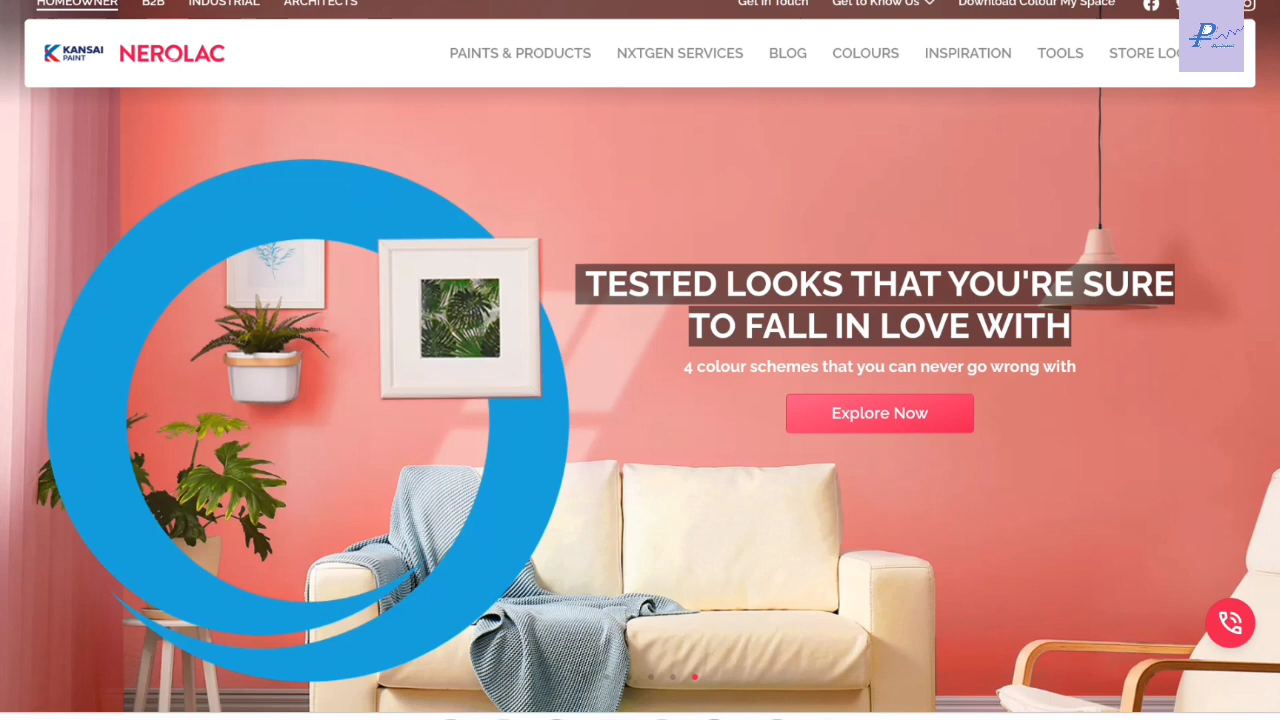 HOMEOWNER B2B INDUSTRIAL ARCHITECTS Get in Touch Get to Know Us Download Colour My Space
KANSAI PAINT NEROLAC PAINTS & PRODUCTS NXTGEN SERVICES BLOG COLOURS INSPIRATION TOOLS STORE LOC
TESTED LOOKS THAT YOU'RE SURE
TO FALL IN LOVE WITH
4 colour schemes that you can never go wrong with
Explore Now